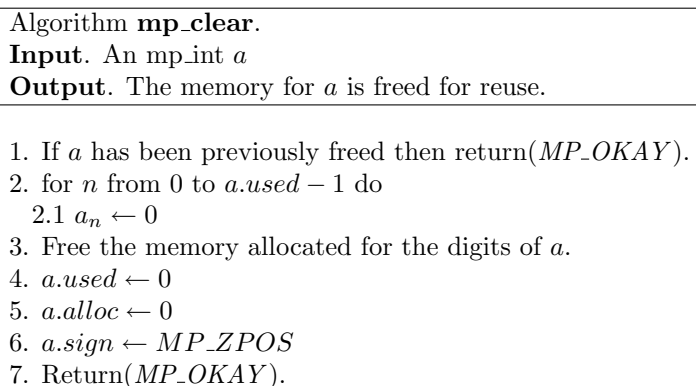 Algorithm mp_clear.
Input. An mp_int a
Output. The memory for a is freed for reuse.
1. If a has been previously freed then return(MP_OKAY).
2. for n from 0 to a.used − 1 do
2.1 aₙ ← 0
3. Free the memory allocated for the digits of a.
4. a.used ← 0
5. a.alloc ← 0
6. a.sign ← MP_ZPOS
7. Return(MP_OKAY).